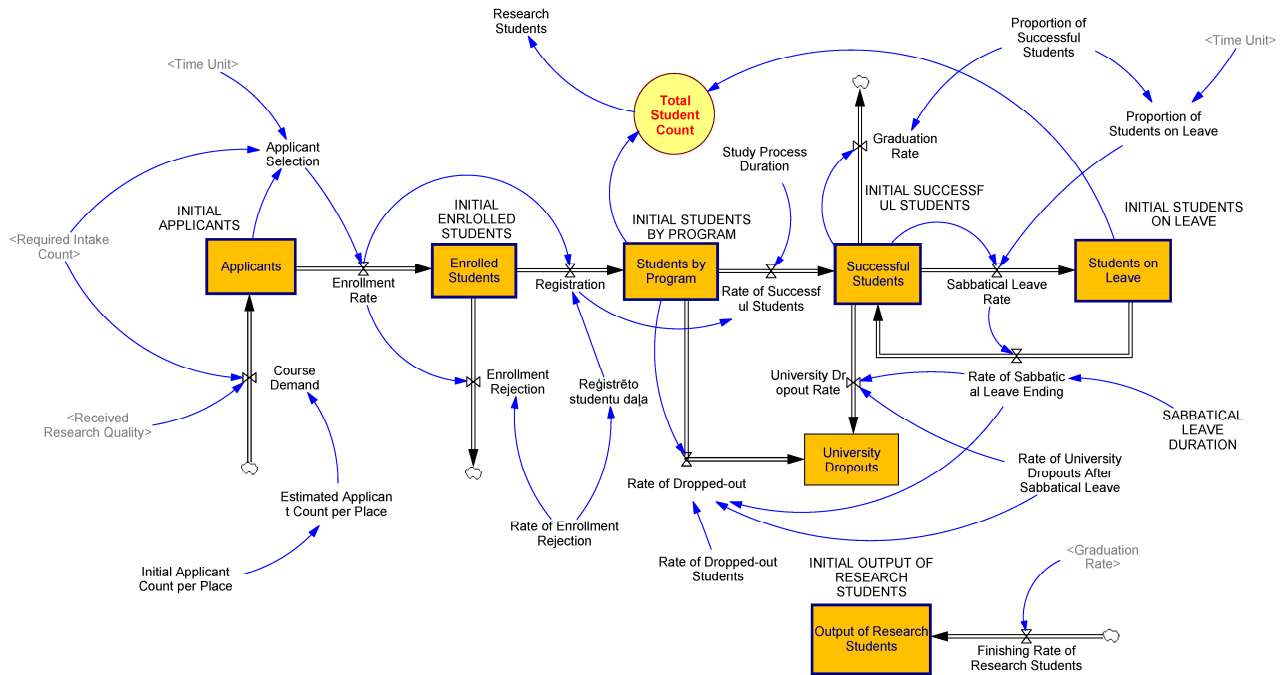 Research
Students
Proportion of
Successful
Students
<Time Unit>
<Time Unit>
Total
Student
Count
Proportion of
Students on Leave
Applicant
Selection
Study Process
Duration
Graduation
Rate
INITIAL
APPLICANTS
INITIAL
ENRLOLLED
STUDENTS
INITIAL STUDENTS
BY PROGRAM
INITIAL SUCCESSF
UL STUDENTS
INITIAL STUDENTS
ON LEAVE
<Required Intake
Count>
Applicants
Enrolled
Students
Students by
Program
Successful
Students
Students on
Leave
Enrollment
Rate
Registration
Rate of Successf
ul Students
Sabbatical Leave
Rate
Course
Demand
Enrollment
Rejection
Reģistrēto
studentu daļa
University Dr
opout Rate
Rate of Sabbatic
al Leave Ending
<Received
Research Quality>
SABBATICAL
LEAVE
DURATION
University
Dropouts
Rate of University
Dropouts After
Sabbatical Leave
Rate of Dropped-out
Estimated Applican
t Count per Place
Rate of Enrollment
Rejection
Initial Applicant
Count per Place
Rate of Dropped-out
Students
<Graduation
Rate>
INITIAL OUTPUT OF
RESEARCH
STUDENTS
Output of Research
Students
Finishing Rate of
Research Students